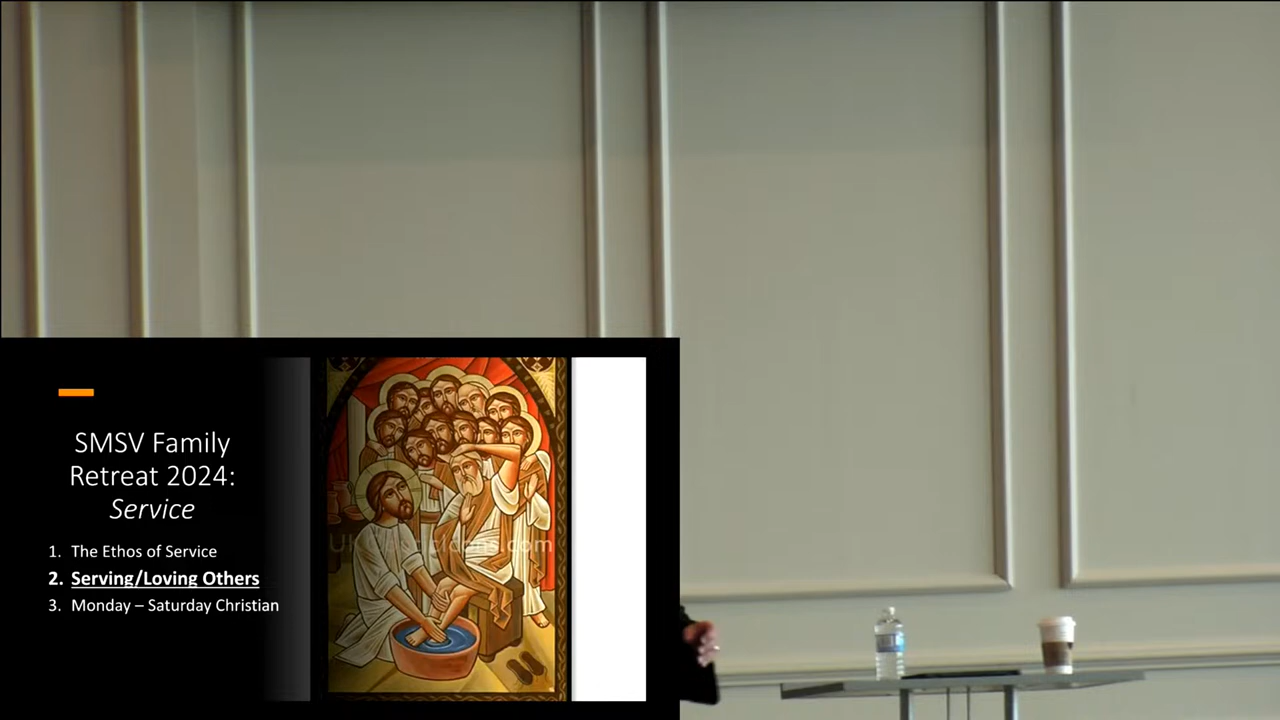 SMSV Family
Retreat 2024:
Service
1. The Ethos of Service
2. Serving/Loving Others
3. Monday – Saturday Christian